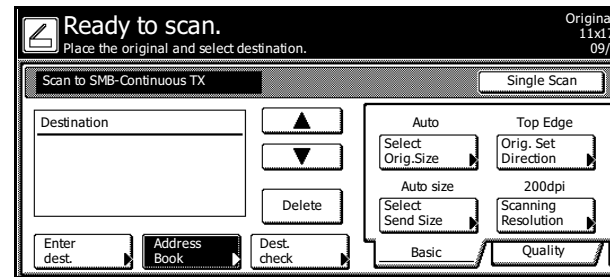 Ready to scan.
Place the original and select destination.
Origina
11x17
09/
Scan to SMB-Continuous TX
Single Scan
Destination
Delete
Enter
dest.
Address
Book
Dest.
check
Auto
Top Edge
Select
Orig.Size
Orig. Set
Direction
Auto size
200dpi
Select
Send Size
Scanning
Resolution
Basic
Quality